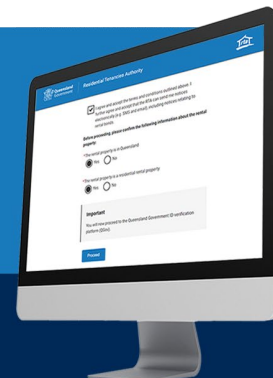 Queensland
Government
Residential Tenancies Authority
rta
I agree and accept the terms and conditions outlined above. I
further agree and accept that the RTA can send me notices
electronically (e.g. SMS and email), including notices relating to
rental bonds.
Before proceeding, please confirm the following information about the rental
property:
*The rental property is in Queensland
Yes No
*The rental property is a residential rental property
Yes No
Important
You will now proceed to the Queensland Government ID verification
platform (QGov).
Proceed